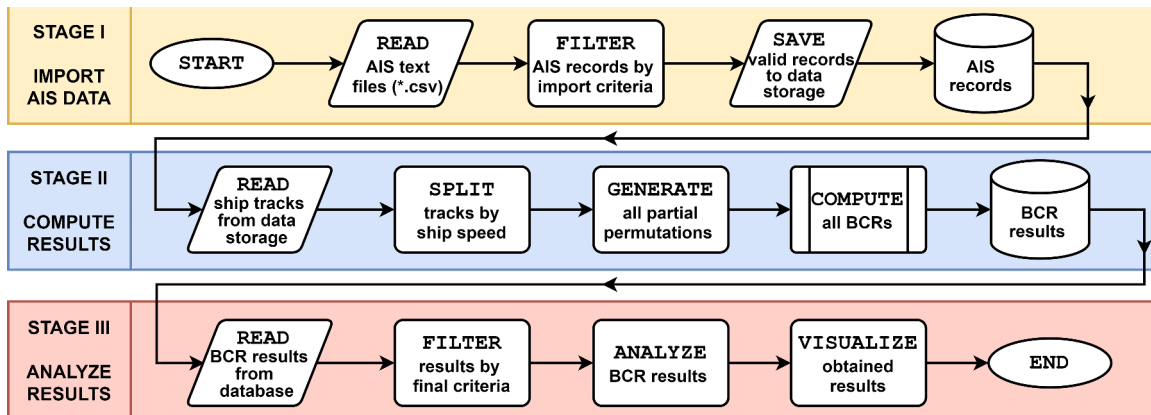 STAGE I
IMPORT
AIS DATA
START
READ
AIS text
files (*.csv)
FILTER
AIS records by
import criteria
SAVE
valid records
to data
storage
AIS
records
STAGE II
COMPUTE
RESULTS
READ
ship tracks
from data
storage
SPLIT
tracks by
ship speed
GENERATE
all partial
permutations
COMPUTE
all BCRs
BCR
results
STAGE III
ANALYZE
RESULTS
READ
BCR results
from
database
FILTER
results by
final criteria
ANALYZE
BCR results
VISUALIZE
obtained
results
END